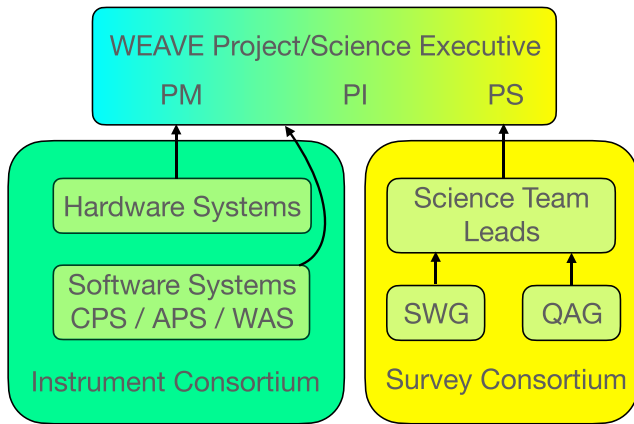 WEAVE Project/Science Executive
PM PI PS
Hardware Systems
Software Systems
CPS / APS / WAS
Instrument Consortium
Science Team
Leads
SWG
QAG
Survey Consortium